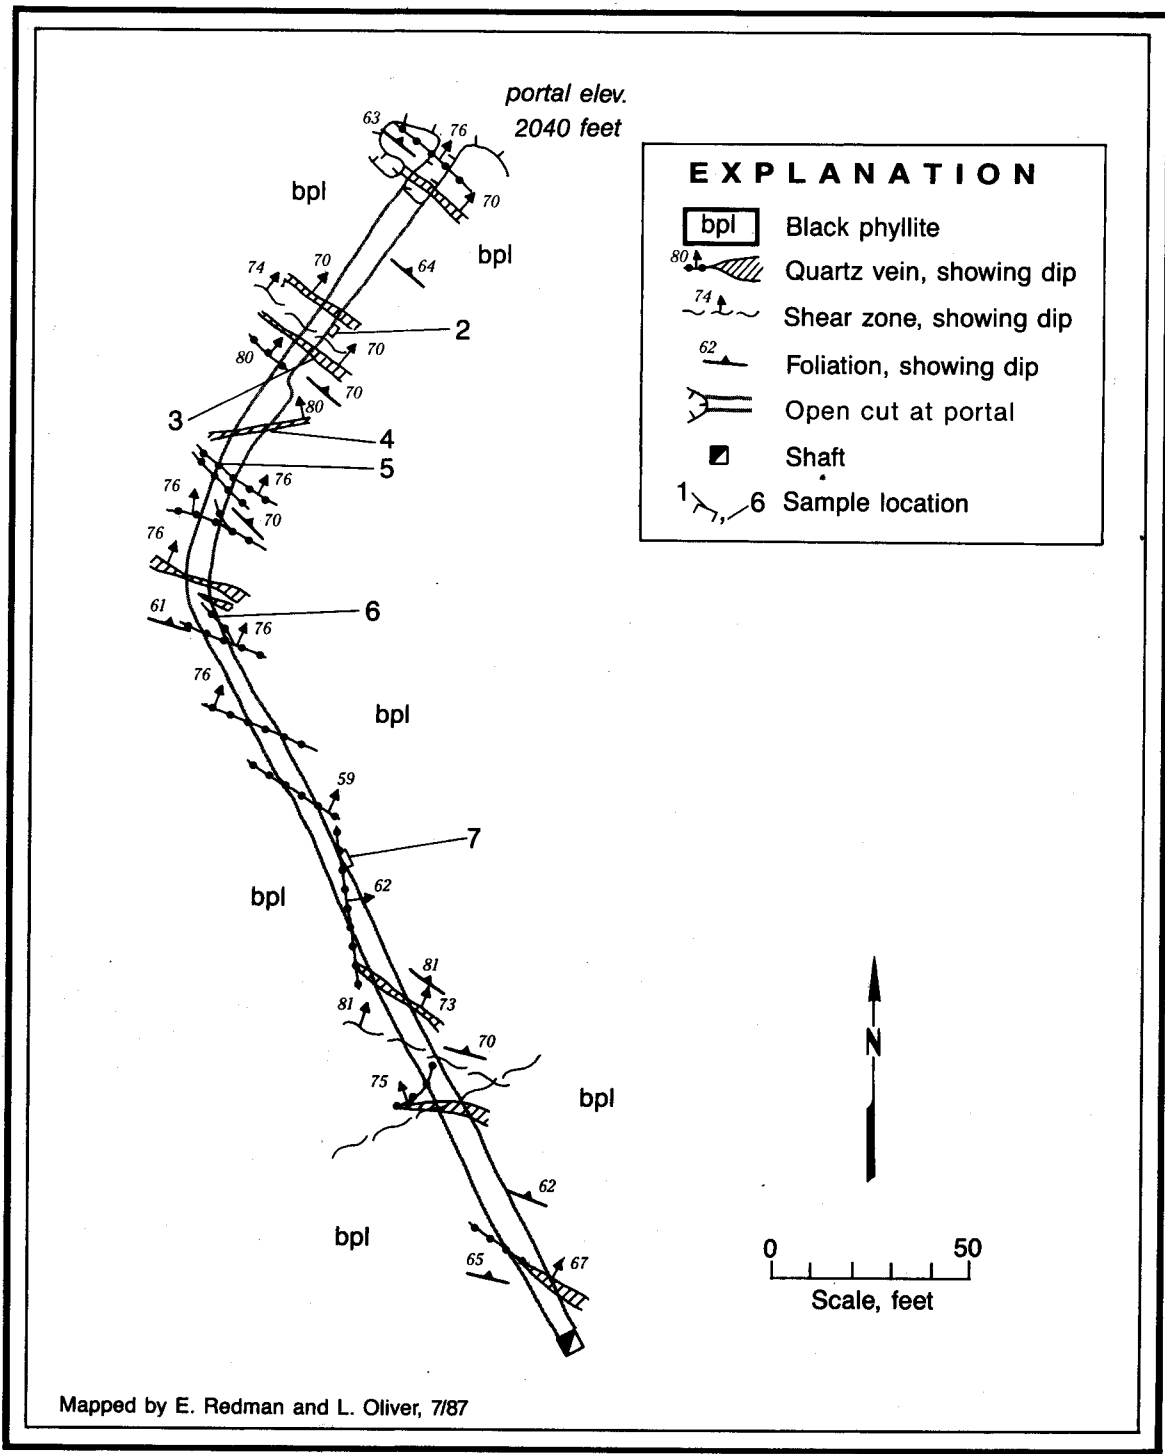 portal elev.
2040 feet
63
76
70
bpl
bpl
64
74
70
2
70
80
70
3
80
4
5
76
76
70
76
6
61
76
76
bpl
59
7
bpl
62
81
73
81
70
75
bpl
62
bpl
65
67
EXPLANATION
bpl Black phyllite
80 Quartz vein, showing dip
74 Shear zone, showing dip
62 Foliation, showing dip
Open cut at portal
Shaft
1 , 6 Sample location
N
0 50
Scale, feet
Mapped by E. Redman and L. Oliver, 7/87